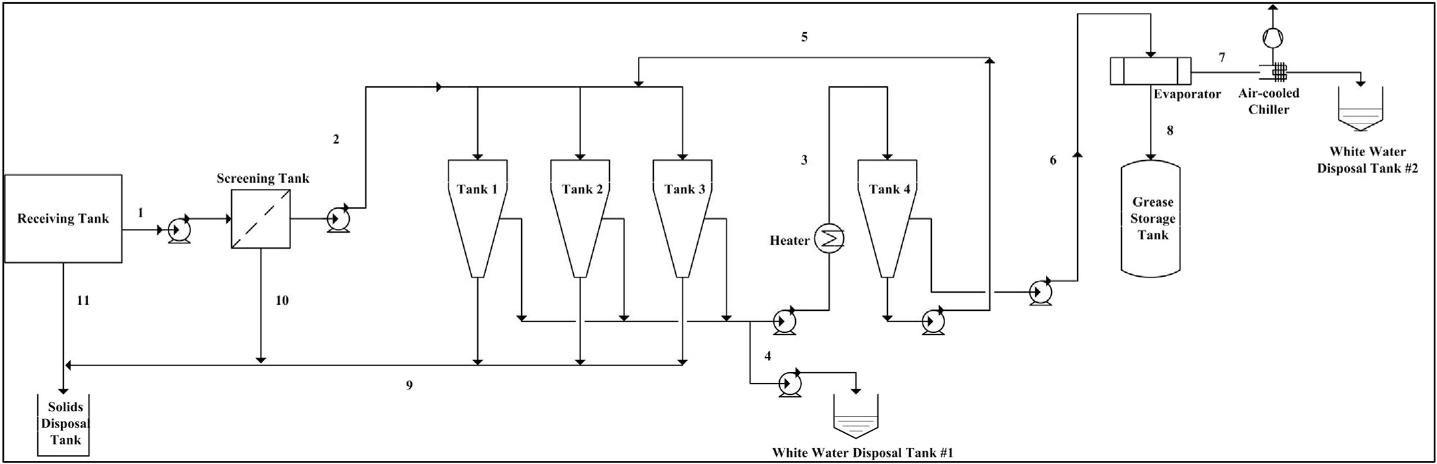 5
7
Evaporator
Air-cooled
Chiller
2
3
6
8
White Water
Disposal Tank #2
Screening Tank
Tank 1
Tank 2
Tank 3
Tank 4
Receiving Tank
1
Heater
Grease
Storage
Tank
11
10
4
9
Solids
Disposal
Tank
White Water Disposal Tank #1